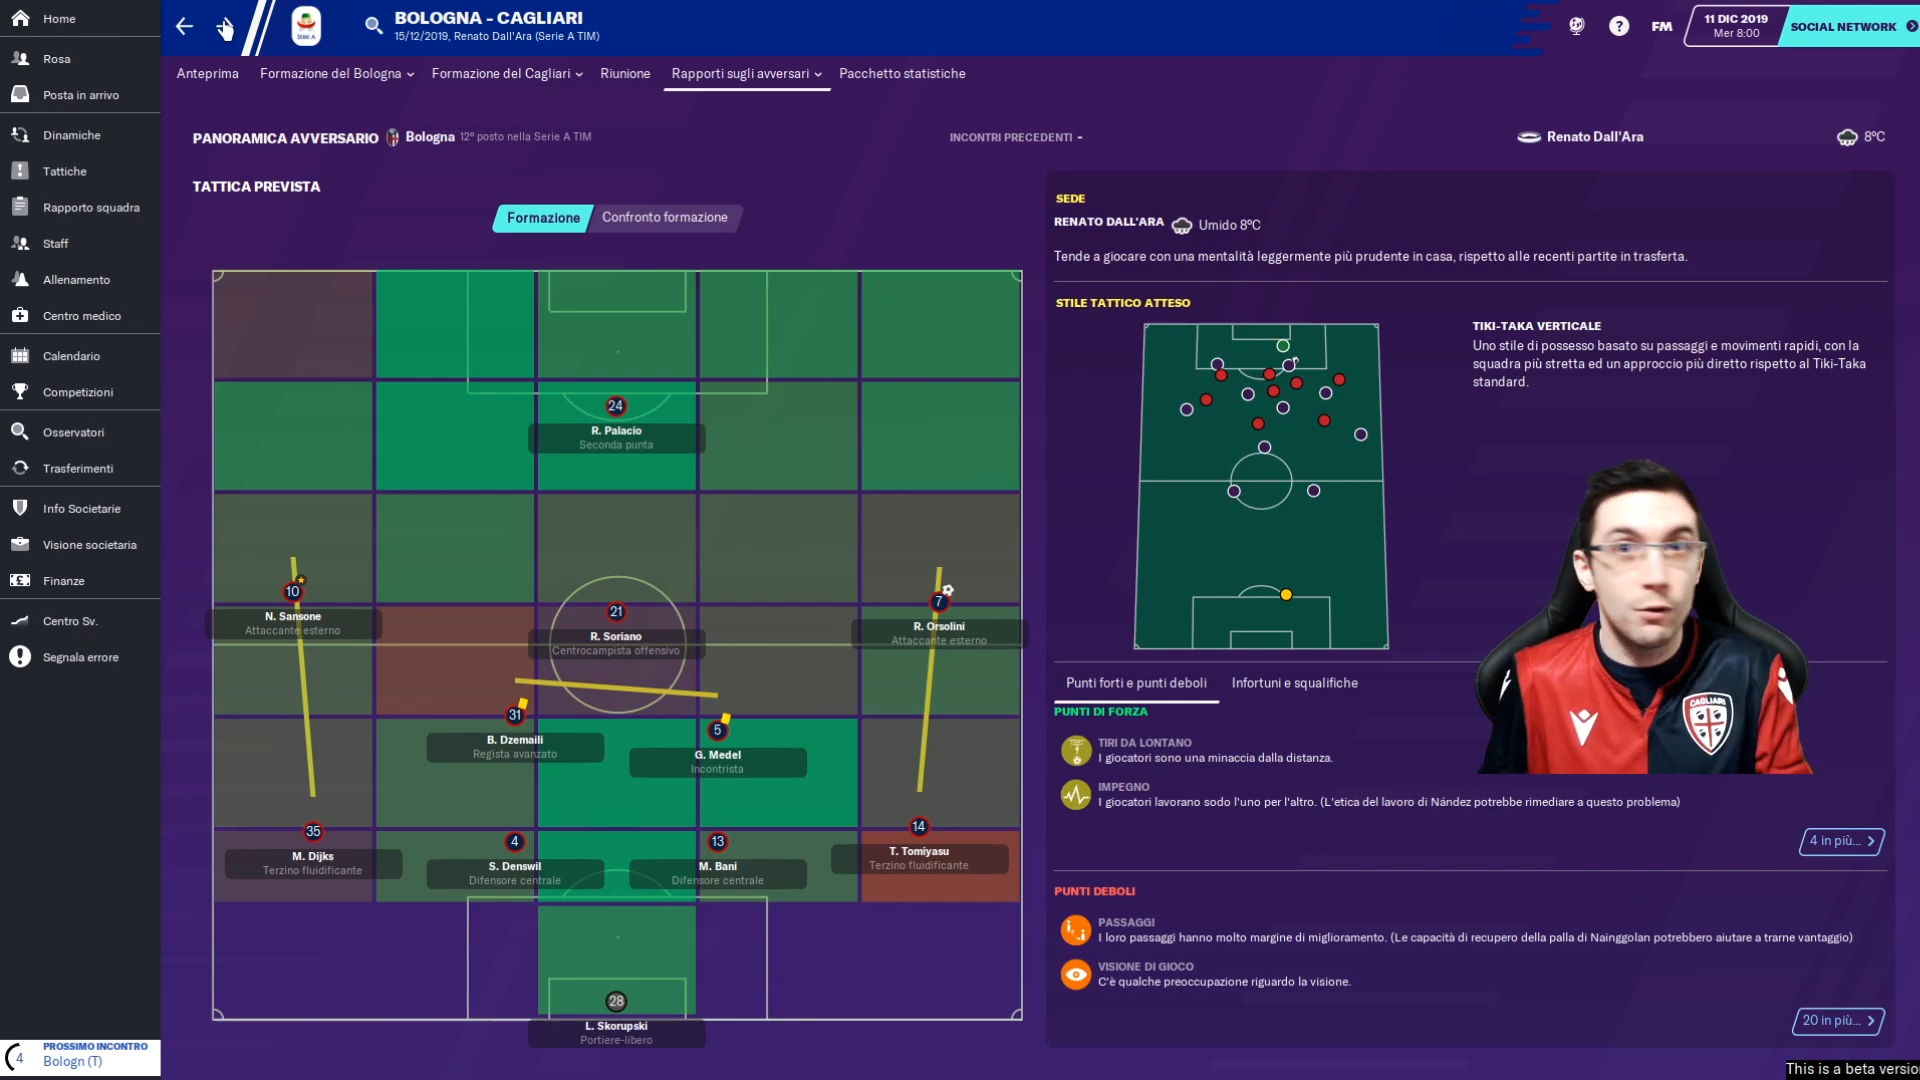 Home
Rosa
Posta in arrivo
Dinamiche
Tattiche
Rapporto squadra
Staff
Allenamento
Centro medico
Calendario
Competizioni
Osservatori
Trasferimenti
Info Societarie
Visione societaria
Finanze
Centro Sv.
Segnala errore
4
PROSSIMO INCONTRO
Bologn (T)
SERIE A
BOLOGNA - CAGLIARI
15/12/2019, Renato Dall'Ara (Serie A TIM)
? FM
11 DIC 2019
Mer 8:00
SOCIAL NETWORK
Anteprima Formazione del Bologna Formazione del Cagliari Riunione Rapporti sugli avversari Pacchetto statistiche
PANORAMICA AVVERSARIO Bologna 12º posto nella Serie A TIM
INCONTRI PRECEDENTI -
Renato Dall'Ara
8ºC
TATTICA PREVISTA
Formazione Confronto formazione
24
R. Palacio
Seconda punta
10
N. Sansone
Attaccante esterno
21
R. Soriano
Centrocampista offensivo
7
R. Orsolini
Attaccante esterno
31
B. Dzemaili
Regista avanzato
5
G. Medel
Incontrista
35
M. Dijks
Terzino fluidificante
4
S. Denswil
Difensore centrale
13
M. Bani
Difensore centrale
14
T. Tomiyasu
Terzino fluidificante
28
L. Skorupski
Portiere-libero
SEDE
RENATO DALL'ARA Umido 8ºC
Tende a giocare con una mentalità leggermente più prudente in casa, rispetto alle recenti partite in trasferta.
STILE TATTICO ATTESO
TIKI-TAKA VERTICALE
Uno stile di possesso basato su passaggi e movimenti rapidi, con la
squadra più stretta ed un approccio più diretto rispetto al Tiki-Taka
standard.
CAGLIARI
Punti forti e punti deboli Infortuni e squalifiche
PUNTI DI FORZA
TIRI DA LONTANO
I giocatori sono una minaccia dalla distanza.
IMPEGNO
I giocatori lavorano sodo l'uno per l'altro. (L'etica del lavoro di Nández potrebbe rimediare a questo problema)
4 in più...
PUNTI DEBOLI
PASSAGGI
I loro passaggi hanno molto margine di miglioramento. (Le capacità di recupero della palla di Nainggolan potrebbero aiutare a trarne vantaggio)
VISIONE DI GIOCO
C'è qualche preoccupazione riguardo la visione.
20 in più...
This is a beta versio